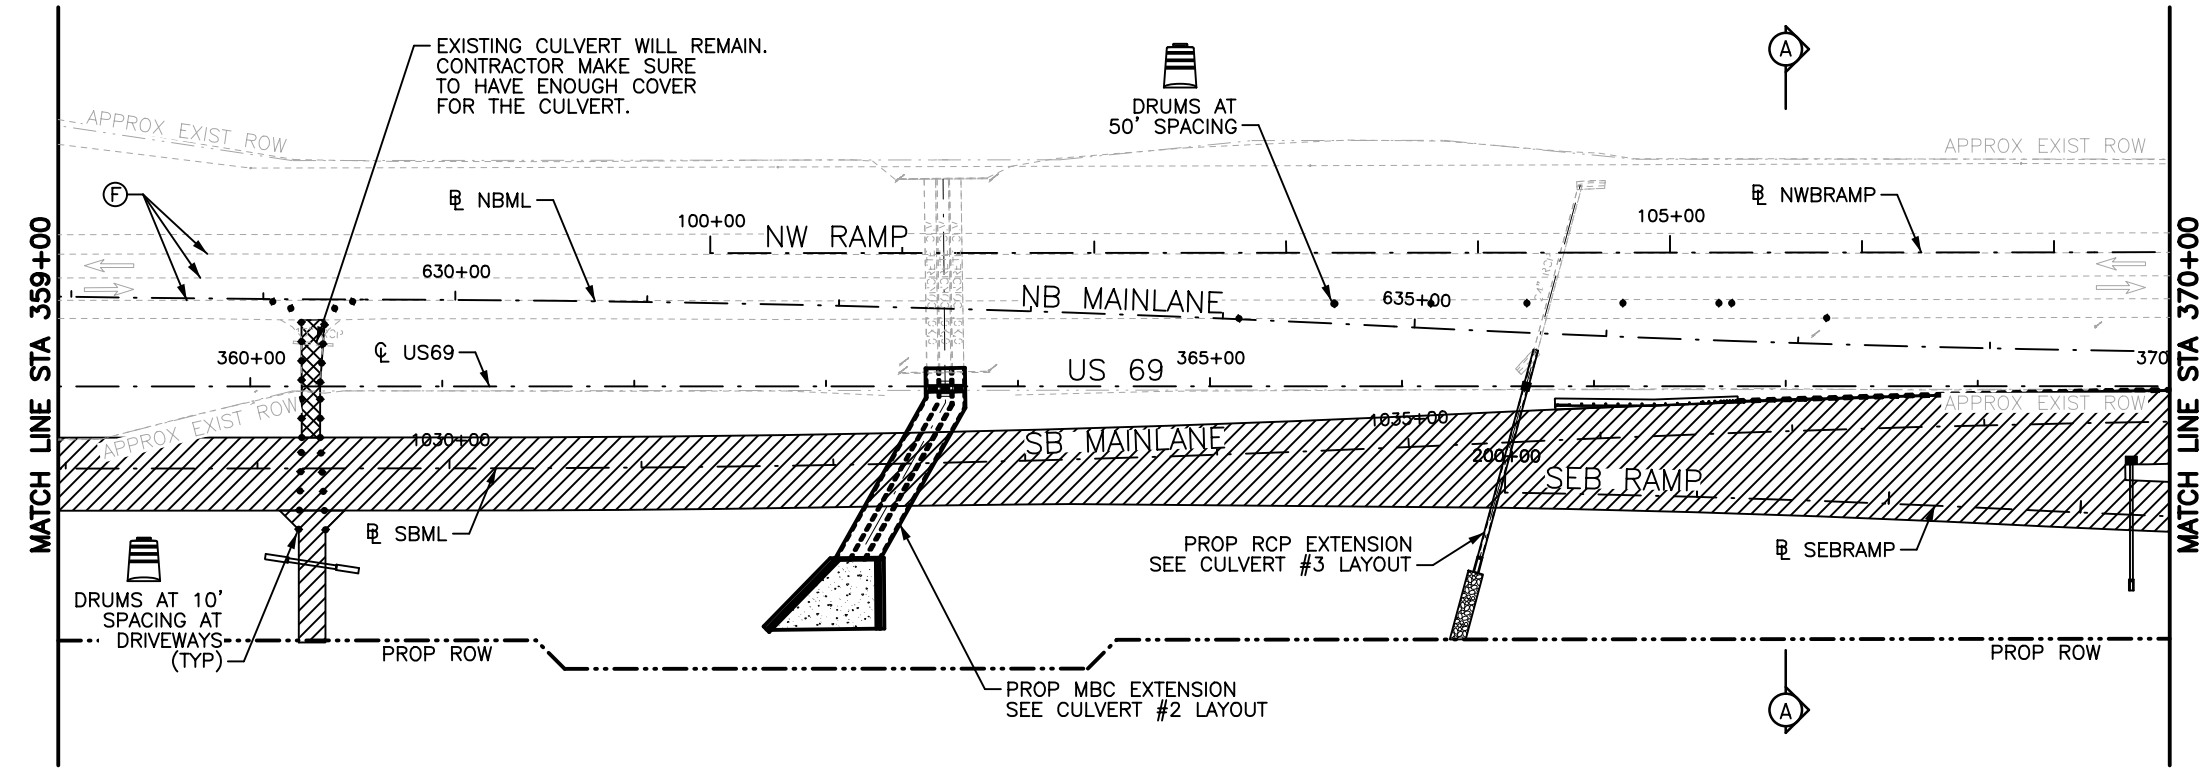 EXISTING CULVERT WILL REMAIN.
CONTRACTOR MAKE SURE
TO HAVE ENOUGH COVER
FOR THE CULVERT.
A
DRUMS AT
50' SPACING
APPROX EXIST ROW
APPROX EXIST ROW
F
℄ NBML
100+00
NW RAMP
105+00
℄ NWBRAMP
MATCH LINE STA 359+00
MATCH LINE STA 370+00
630+00
NB MAINLANE
635+00
360+00
℄ US69
US 69
365+00
370
APPROX EXIST ROW
APPROX EXIST ROW
1030+00
SB MAINLANE
1035+00
200+00
SEB RAMP
℄ SBML
PROP RCP EXTENSION
SEE CULVERT #3 LAYOUT
℄ SEBRAMP
DRUMS AT 10'
SPACING AT
DRIVEWAYS
(TYP)
PROP ROW
PROP ROW
PROP MBC EXTENSION
SEE CULVERT #2 LAYOUT
A